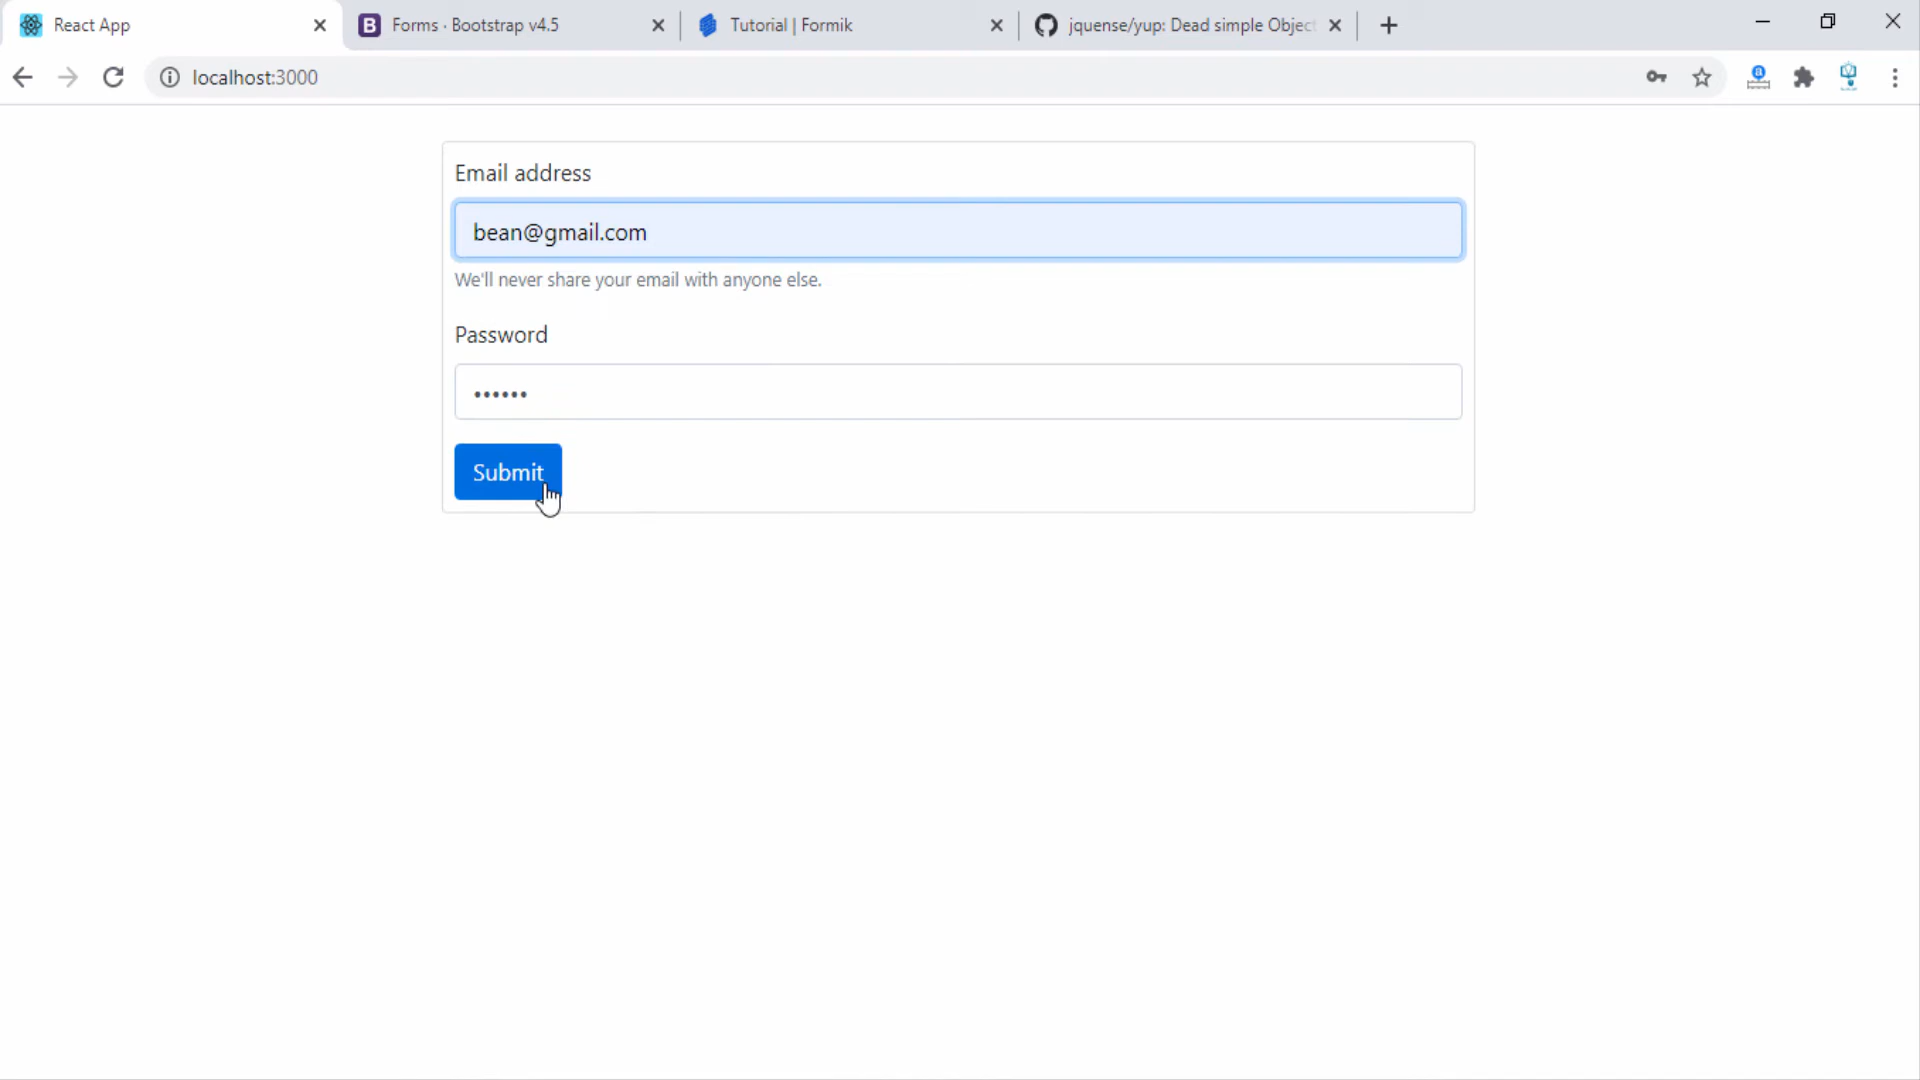 React App
Forms · Bootstrap v4.5
Tutorial | Formik
jquense/yup: Dead simple Object
localhost:3000
Email address
bean@gmail.com
We'll never share your email with anyone else.
Password
••••••
Submit